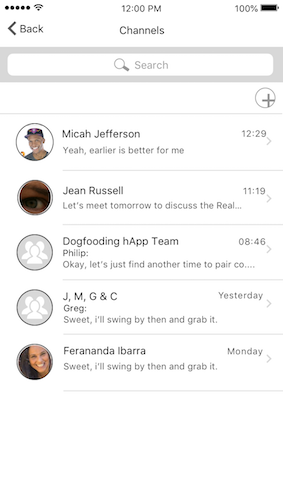 12:00 PM 100%
Back Channels
Search
Micah Jefferson 12:29
Yeah, earlier is better for me
Jean Russell 11:19
Let's meet tomorrow to discuss the Real...
Dogfooding hApp Team 08:46
Philip:
Okay, let's just find another time to pair co....
J, M, G & C Yesterday
Greg:
Sweet, i'll swing by then and grab it.
Ferananda Ibarra Monday
Sweet, i'll swing by then and grab it.